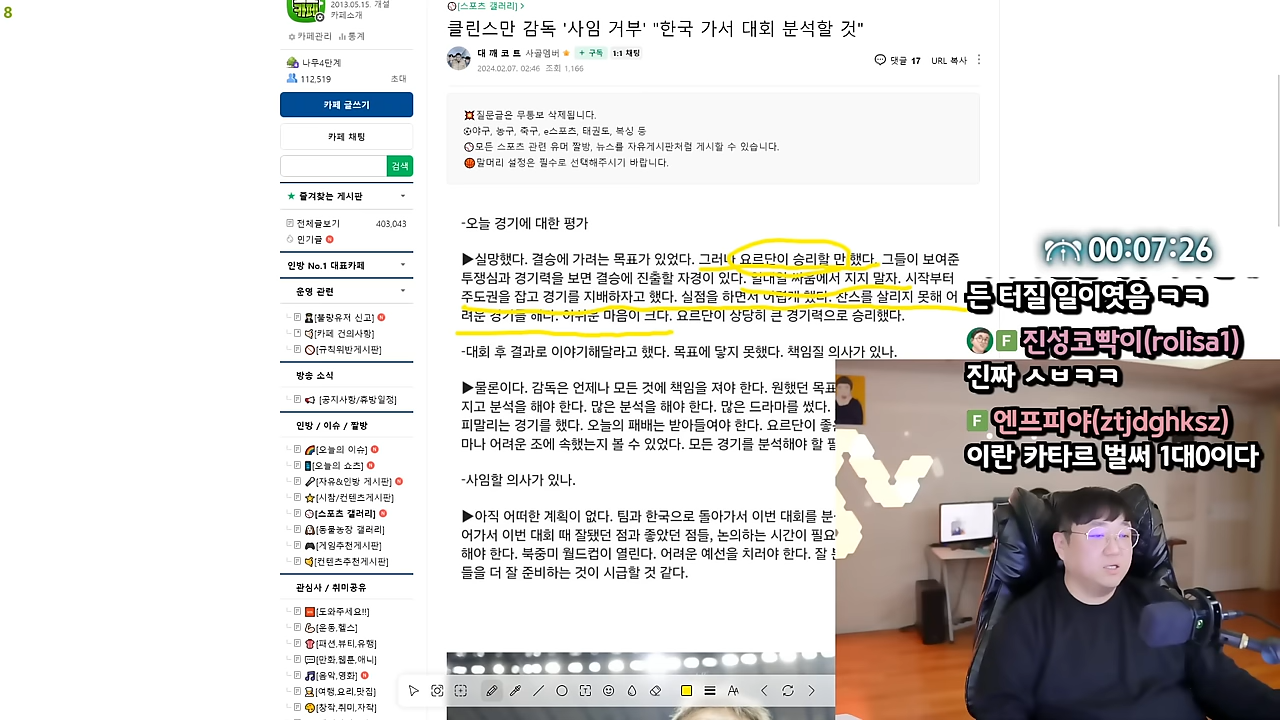 8
2013.05.15. 개설
카페소개
카페관리 통계
나무4단계
112,519 초대
카페 글쓰기
카페 채팅
검색
★ 즐겨찾는 게시판
전체글보기 403,043
인기글
인방 No.1 대표카페
운영 관련
[불량유저 신고]
[카페 건의사항]
[규칙위반게시판]
방송 소식
[공지사항/휴방일정]
인방 / 이슈 / 짤방
[오늘의 이슈]
[오늘의 쇼츠]
[자유&인방 게시판]
[시참/컨텐츠게시판]
[스포츠 갤러리]
[동물농장 갤러리]
[게임추천게시판]
[컨텐츠추천게시판]
관심사 / 취미공유
[도와주세요!!]
[운동,헬스]
[패션,뷰티,유행]
[만화,웹툰,애니]
[음악,영화]
[여행,요리,맛집]
[창작,취미,자작]
[스포츠 갤러리] >
클린스만 감독 '사임 거부' "한국 가서 대회 분석할 것"
대 깨 코 트 사골멤버 + 구독 1:1 채팅
2024.02.07. 02:46 조회 1,166
댓글 17 URL 복사
질문글은 무통보 삭제됩니다.
야구, 농구, 축구, e스포츠, 태권도, 복싱 등
모든 스포츠 관련 유머 짤방, 뉴스를 자유게시판처럼 게시할 수 있습니다.
말머리 설정은 필수로 선택해주시기 바랍니다.
-오늘 경기에 대한 평가
▶실망했다. 결승에 가려는 목표가 있었다. 그러나 요르단이 승리할 만 했다. 그들이 보여준
투쟁심과 경기력을 보면 결승에 진출할 자경이 있다. 일대일 싸움에서 지지 말자. 시작부터
주도권을 잡고 경기를 지배하자고 했다. 실점을 하면서 어렵게 했다. 찬스를 살리지 못해 어
려운 경기를 해다. 아쉬운 마음이 크다. 요르단이 상당히 큰 경기력으로 승리했다.
-대회 후 결과로 이야기해달라고 했다. 목표에 닿지 못했다. 책임질 의사가 있나.
▶물론이다. 감독은 언제나 모든 것에 책임을 져야 한다. 원했던 목표
지고 분석을 해야 한다. 많은 분석을 해야 한다. 많은 드라마를 썼다.
피말리는 경기를 했다. 오늘의 패배는 받아들여야 한다. 요르단이 좋은
마나 어려운 조에 속했는지 볼 수 있었다. 모든 경기를 분석해야 할 필
-사임할 의사가 있나.
▶아직 어떠한 계획이 없다. 팀과 한국으로 돌아가서 이번 대회를 분
어가서 이번 대회 때 잘됐던 점과 좋았던 점들, 논의하는 시간이 필요
해야 한다. 북중미 월드컵이 열린다. 어려운 예선을 치러야 한다. 잘
들을 더 잘 준비하는 것이 시급할 것 같다.
00:07:26
든 터질 일이엿음 ㅋㅋ
F 진성코빡이(rolisa1)
진짜 ㅅㅂㅋㅋ
F 엔프피야(ztjdghksz)
이란 카타르 벌써 1대0이다